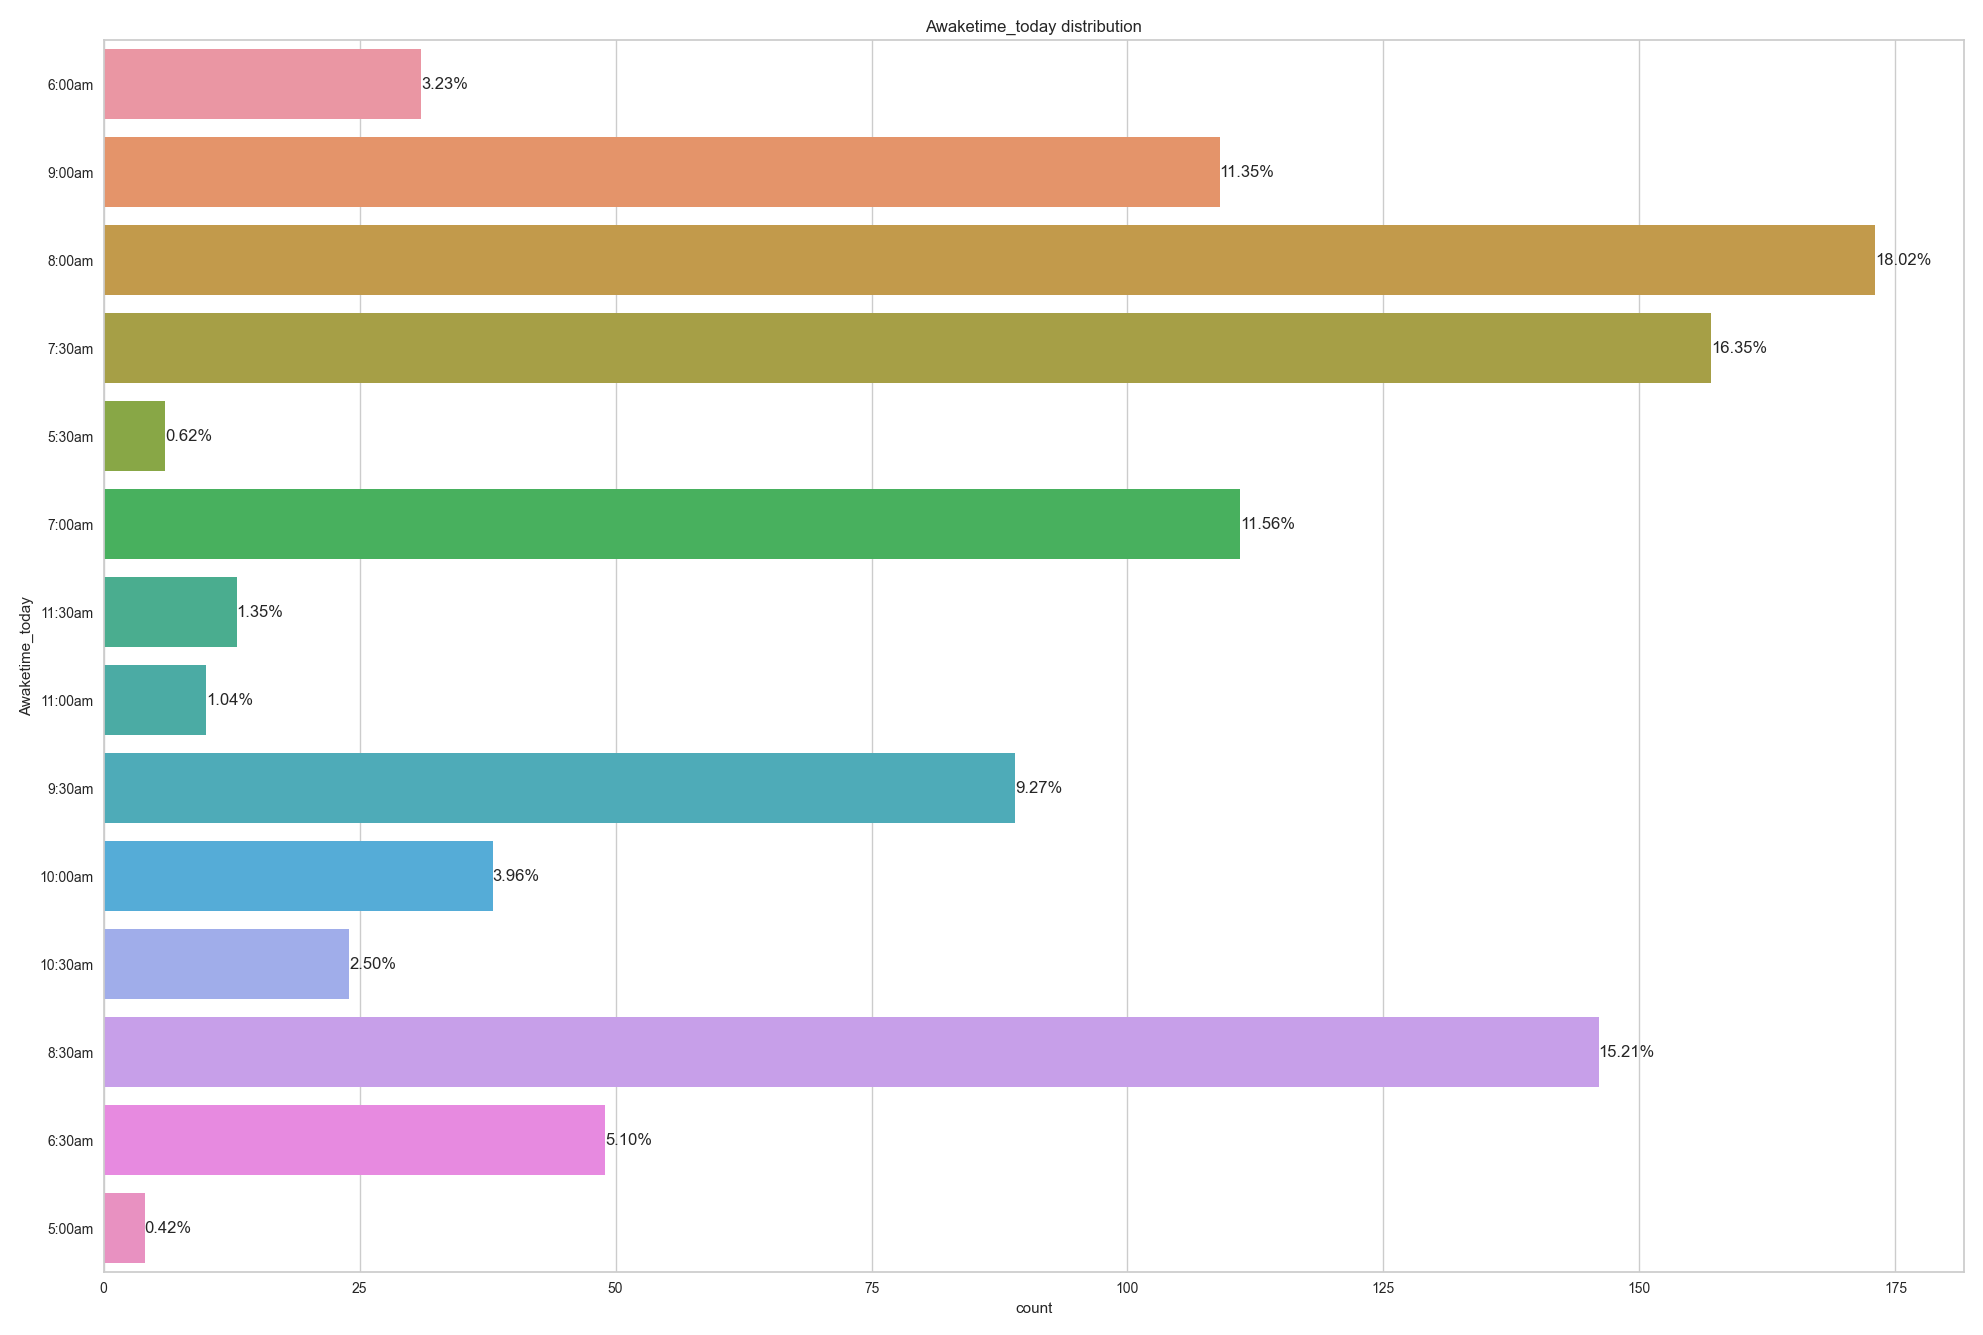 Awaketime_today distribution
6:00am 3.23%
9:00am 11.35%
8:00am 18.02%
7:30am 16.35%
5:30am 0.62%
7:00am 11.56%
11:30am 1.35%
11:00am 1.04%
9:30am 9.27%
10:00am 3.96%
10:30am 2.50%
8:30am 15.21%
6:30am 5.10%
5:00am 0.42%
Awaketime_today
0 25 50 75 100 125 150 175
count